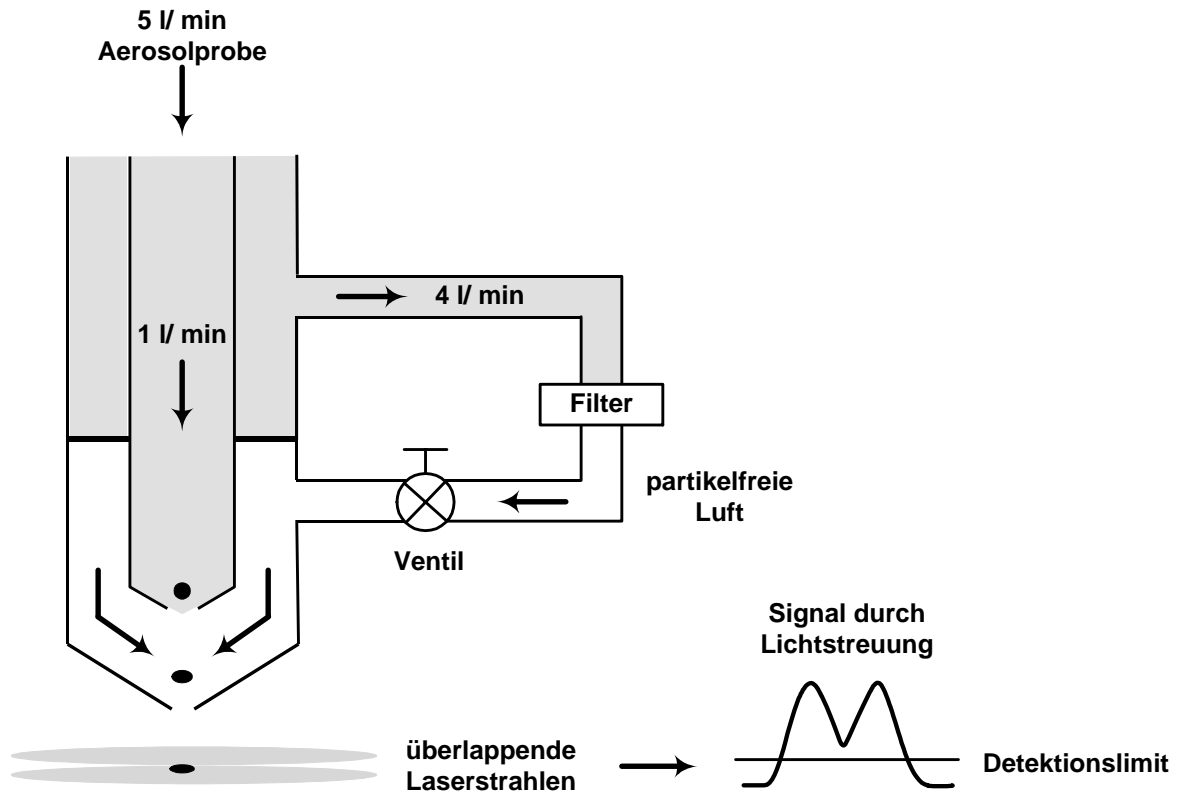 5 l/ min
Aerosolprobe
4 l/ min
1 l/ min
Filter
partikelfreie
Luft
Ventil
Signal durch
Lichtstreuung
überlappende
Laserstrahlen
Detektionslimit